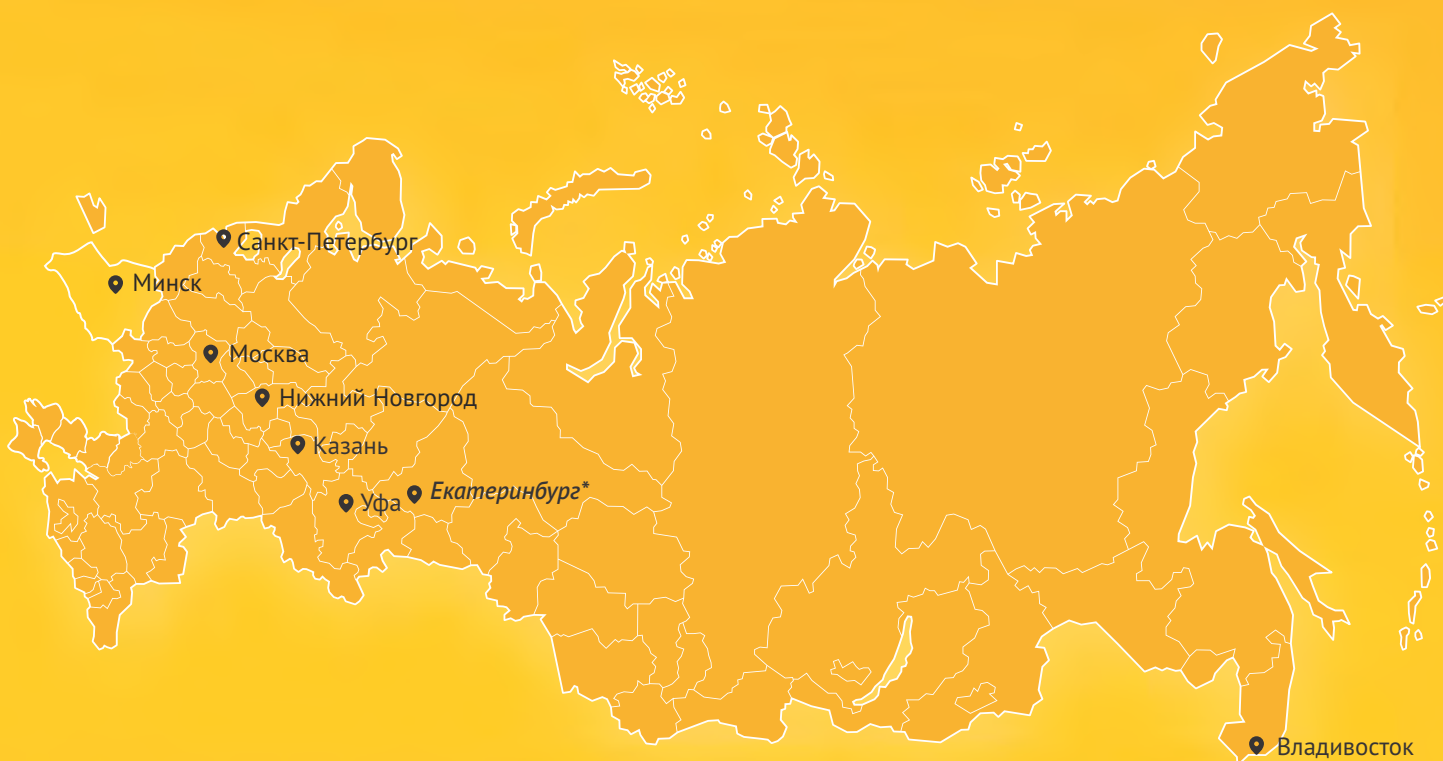 Санкт-Петербург
Минск
Москва
Нижний Новгород
Казань
Екатеринбург*
Уфа
Владивосток